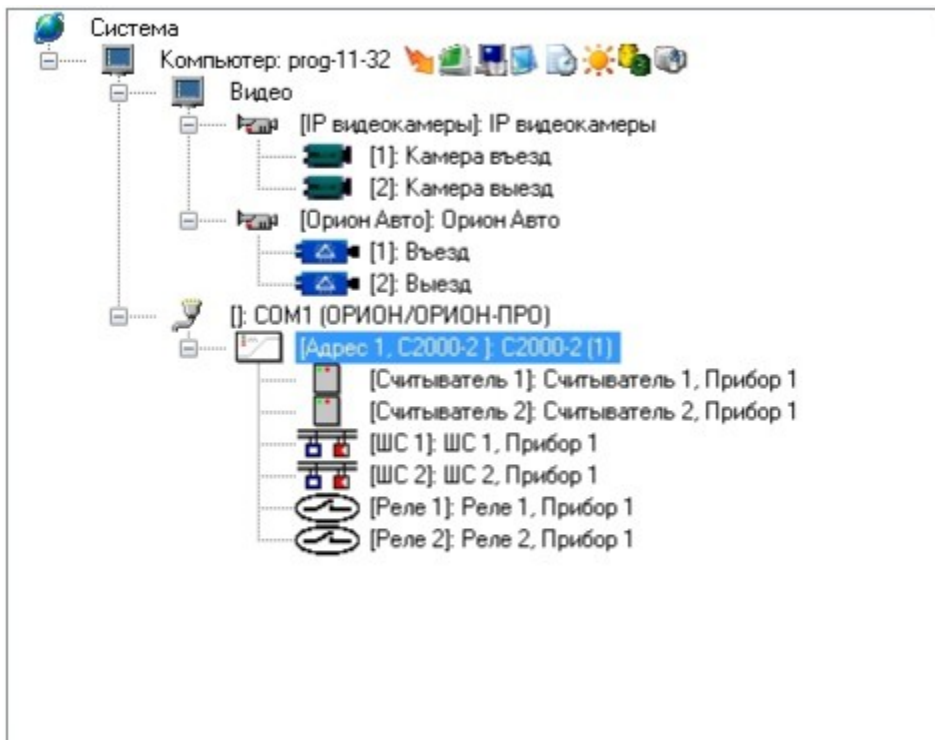 Система
Компьютер: prog-11-32
Видео
[IP видеокамеры]: IP видеокамеры
[1]: Камера въезд
[2]: Камера выезд
[Орион Авто]: Орион Авто
[1]: Въезд
[2]: Выезд
[]: COM1 (ОРИОН/ОРИОН-ПРО)
[Адрес 1, С2000-2 ]: С2000-2 (1)
[Считыватель 1]: Считыватель 1, Прибор 1
[Считыватель 2]: Считыватель 2, Прибор 1
[ШС 1]: ШС 1, Прибор 1
[ШС 2]: ШС 2, Прибор 1
[Реле 1]: Реле 1, Прибор 1
[Реле 2]: Реле 2, Прибор 1